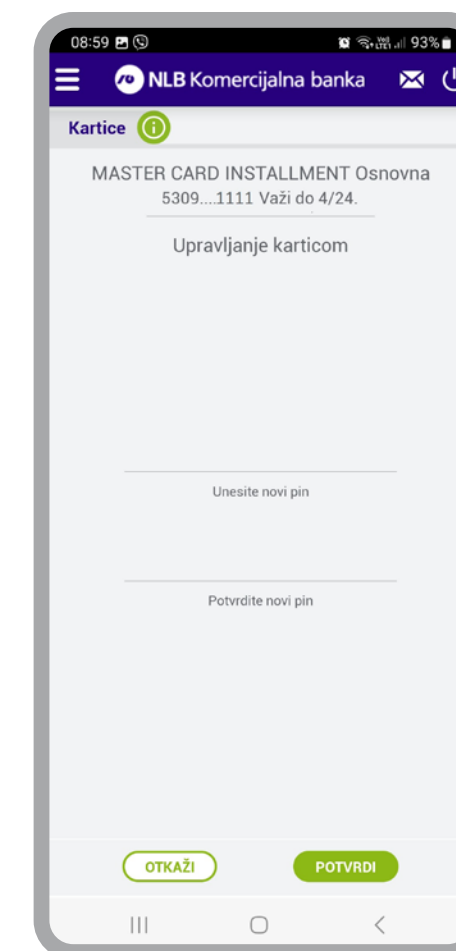 08:59 93%
NLB Komercijalna banka
Kartice
MASTER CARD INSTALLMENT Osnovna
5309....1111 Važi do 4/24.
Upravljanje karticom
Unesite novi pin
Potvrdite novi pin
OTKAŽI POTVRDI